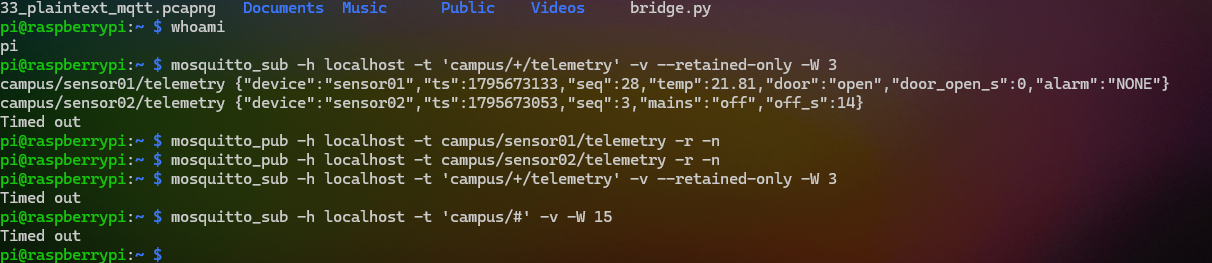 33_plaintext_mqtt.pcapng  Documents  Music      Public    Videos     bridge.py
pi@raspberrypi:~ $ whoami
pi
pi@raspberrypi:~ $ mosquitto_sub -h localhost -t 'campus/+/telemetry' -v --retained-only -W 3
campus/sensor01/telemetry {"device":"sensor01","ts":1795673133,"seq":28,"temp":21.81,"door":"open","door_open_s":0,"alarm":"NONE"}
campus/sensor02/telemetry {"device":"sensor02","ts":1795673053,"seq":3,"mains":"off","off_s":14}
Timed out
pi@raspberrypi:~ $ mosquitto_pub -h localhost -t campus/sensor01/telemetry -r -n
pi@raspberrypi:~ $ mosquitto_pub -h localhost -t campus/sensor02/telemetry -r -n
pi@raspberrypi:~ $ mosquitto_sub -h localhost -t 'campus/+/telemetry' -v --retained-only -W 3
Timed out
pi@raspberrypi:~ $ mosquitto_sub -h localhost -t 'campus/#' -v -W 15
Timed out
pi@raspberrypi:~ $